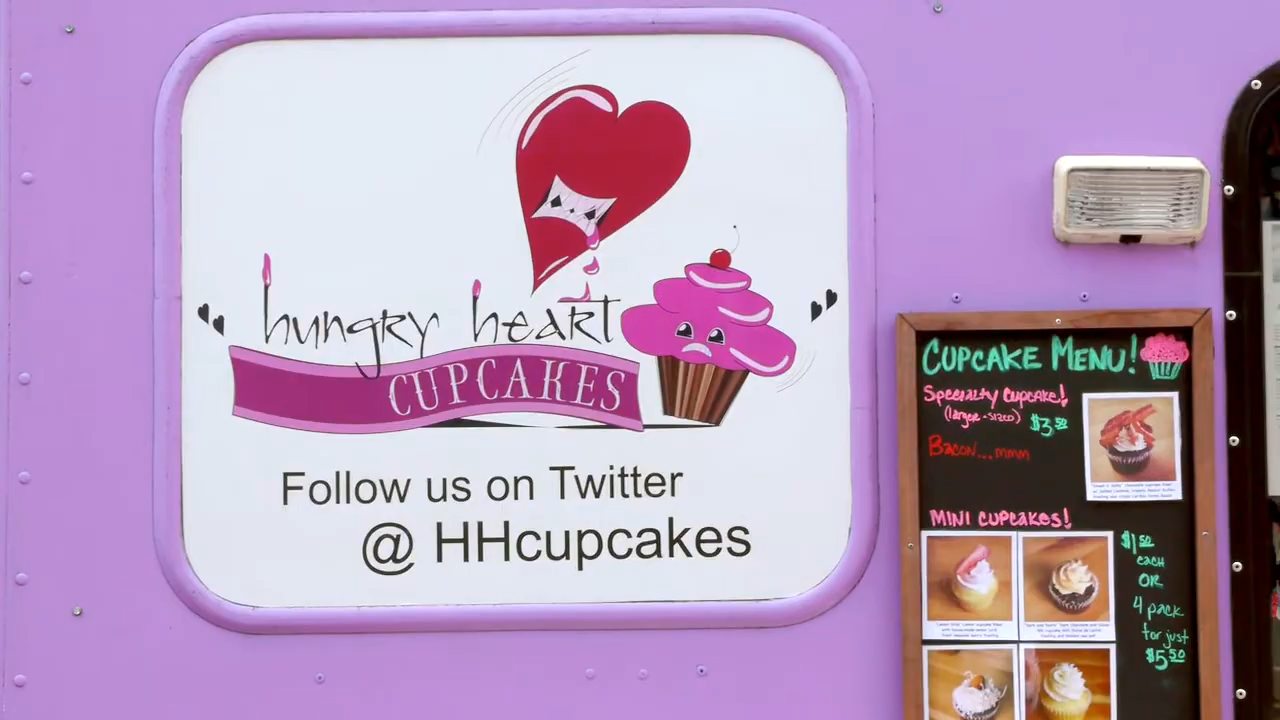 hungry heart
CUPCAKES
Follow us on Twitter
@ HHcupcakes
CUPCAKE MENU!
Specialty Cupcake!
(larger-sized) $3.50
Bacon...mmm
MINI CUPCAKES!
$1.50
each
OR
4 pack
for just
$5.50